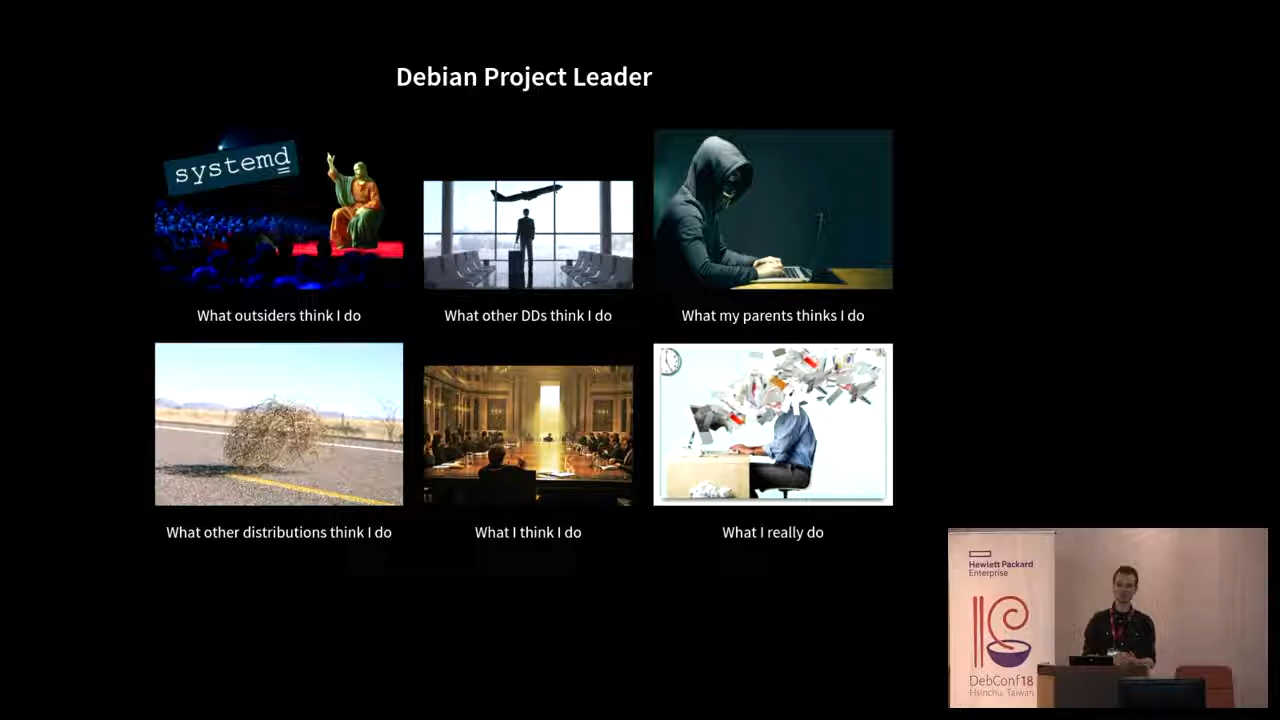 Debian Project Leader
systemd
What outsiders think I do
What other DDs think I do
What my parents thinks I do
What other distributions think I do
What I think I do
What I really do
Hewlett Packard
Enterprise
DebConf18
Hsinchu, Taiwan